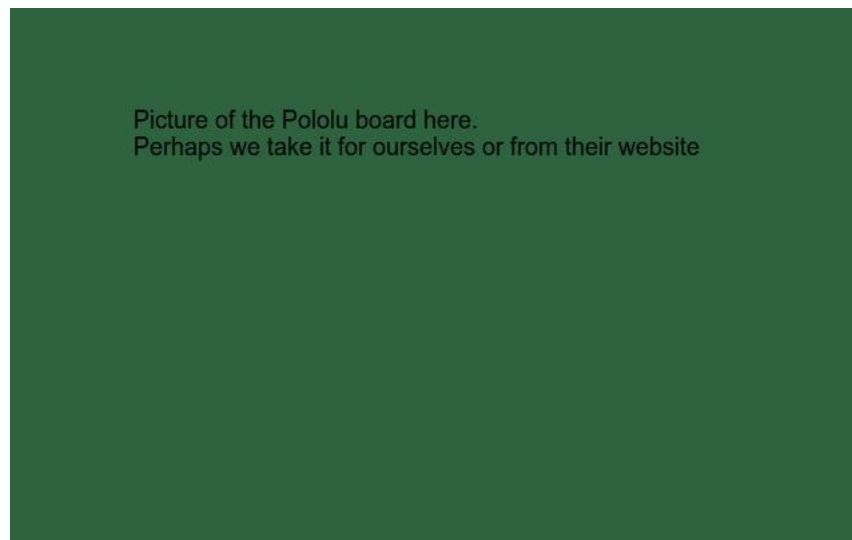 Picture of the Pololu board here.
Perhaps we take it for ourselves or from their website